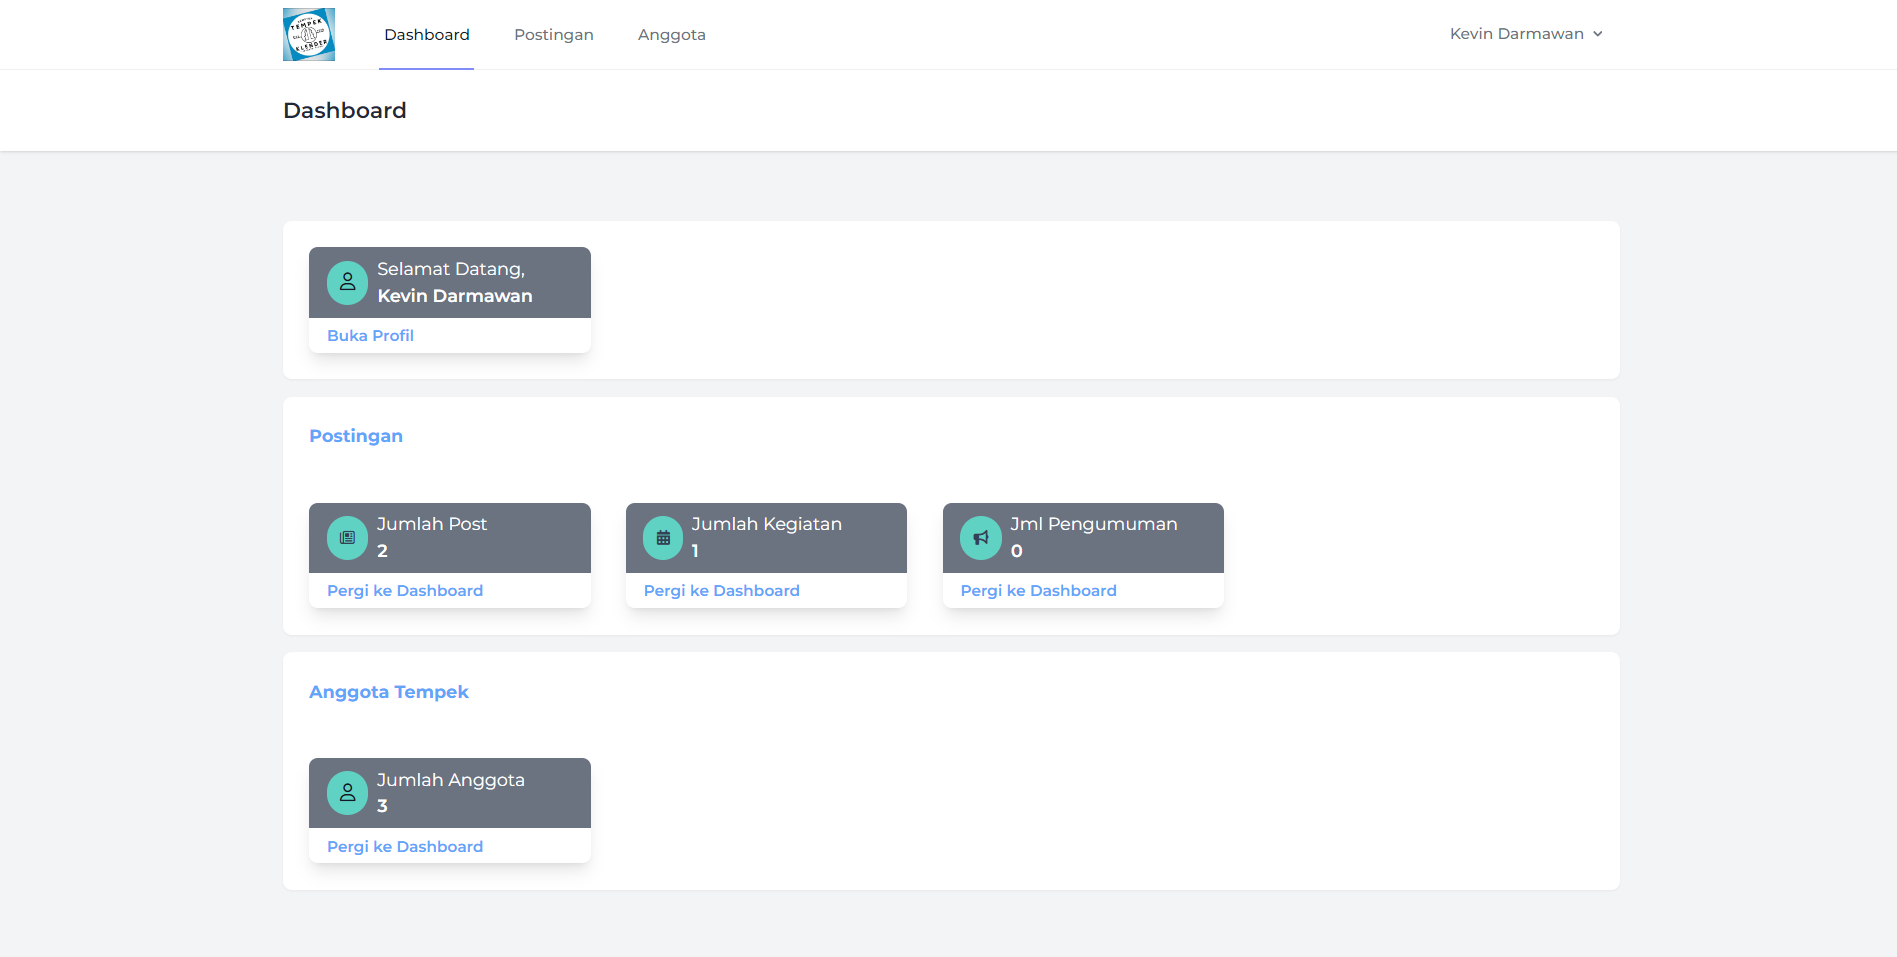 TEMPEK
KLENDER
Dashboard
Postingan
Anggota
Kevin Darmawan
Dashboard
Selamat Datang,
Kevin Darmawan
Buka Profil
Postingan
Jumlah Post
2
Pergi ke Dashboard
Jumlah Kegiatan
1
Pergi ke Dashboard
Jml Pengumuman
0
Pergi ke Dashboard
Anggota Tempek
Jumlah Anggota
3
Pergi ke Dashboard